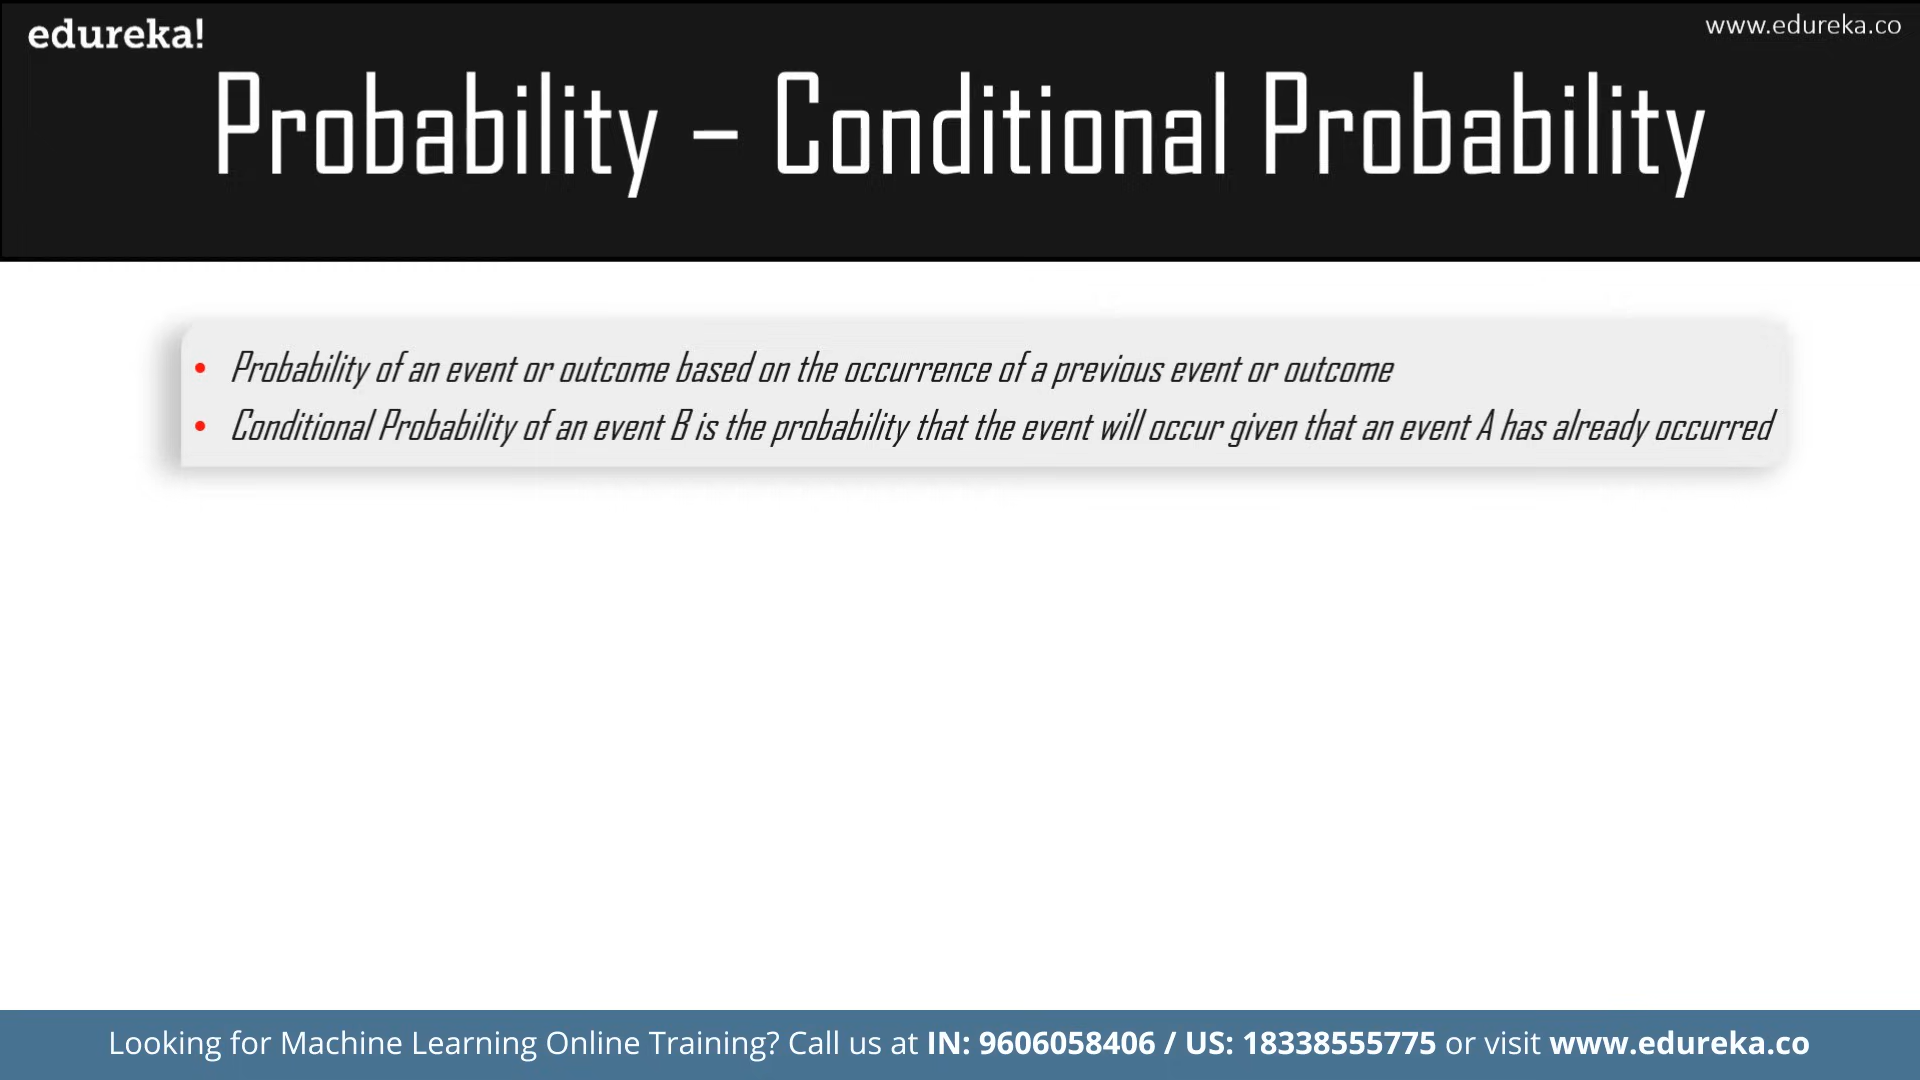 edureka!
www.edureka.co
Probability – Conditional Probability
• Probability of an event or outcome based on the occurrence of a previous event or outcome
• Conditional Probability of an event B is the probability that the event will occur given that an event A has already occurred
Looking for Machine Learning Online Training? Call us at IN: 9606058406 / US: 18338555775 or visit www.edureka.co